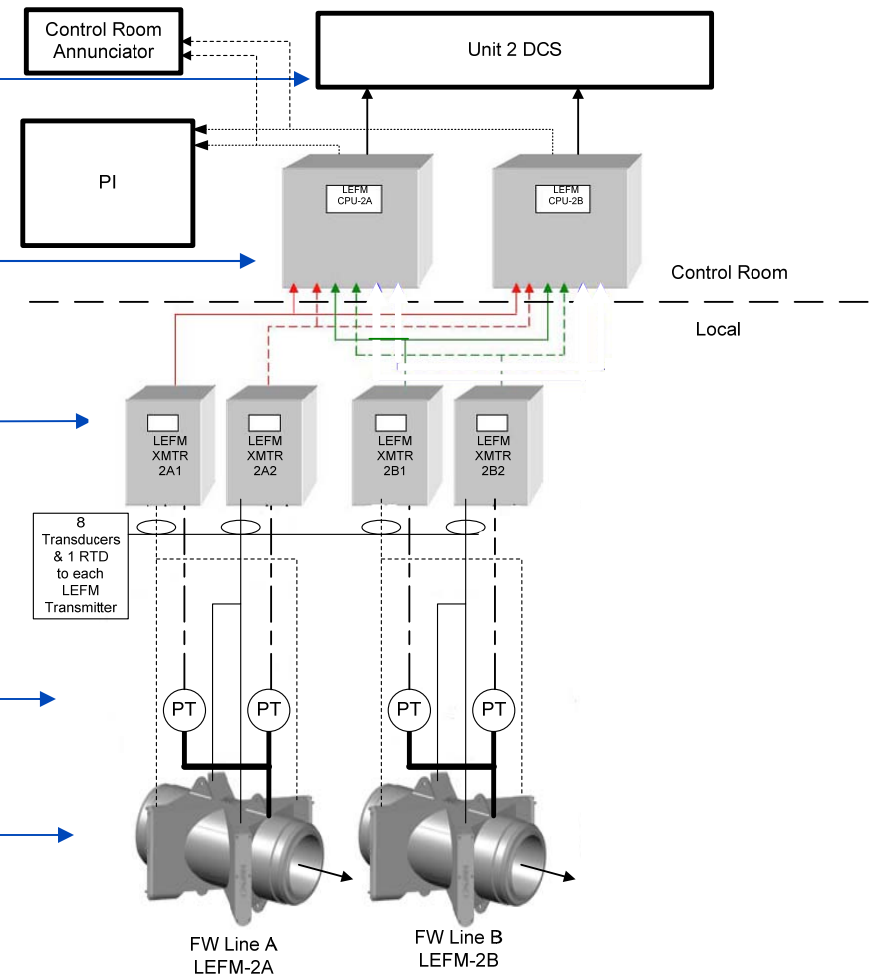 Control Room
Annunciator
Unit 2 DCS
PI
LEFM
CPU-2A
LEFM
CPU-2B
Control Room
Local
LEFM
XMTR
2A1
LEFM
XMTR
2A2
LEFM
XMTR
2B1
LEFM
XMTR
2B2
8
Transducers
& 1 RTD
to each
LEFM
Transmitter
PT
PT
PT
PT
FW Line A
LEFM-2A
FW Line B
LEFM-2B